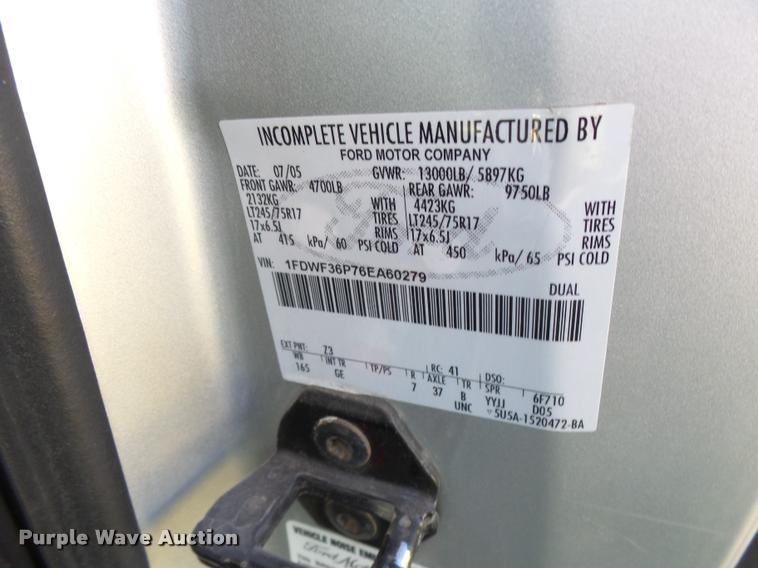 INCOMPLETE VEHICLE MANUFACTURED BY
FORD MOTOR COMPANY
DATE: 07/05 GVWR: 13000LB/ 5897KG
FRONT GAWR: 4700LB REAR GAWR: 9750LB
2132KG WITH 4423KG WITH
LT245/75R17 TIRES LT245/75R17 TIRES
17x6.5J RIMS 17x6.5J RIMS
AT 415 kPa/ 60 PSI COLD AT 450 kPa/ 65 PSI COLD
VIN: 1FDWF36P76EA60279
DUAL
EXT PNT: Z3 RC: 41 DSO:
WB INT TR TP/PS R AXLE TR SPR 6F710
165 GE 7 37 B YYJJ D05
UNC 5U5A-1520472-BA
VEHICLE NOISE
Ford
Purple Wave Auction